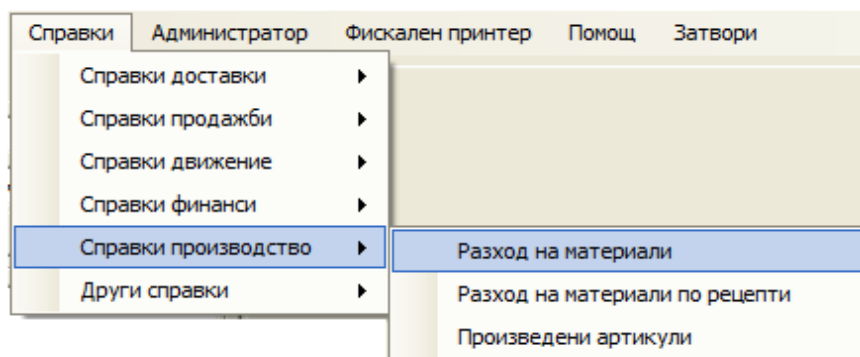 Справки Администратор Фискален принтер Помощ Затвори
Справки доставки
Справки продажби
Справки движение
Справки финанси
Справки производство
Разход на материали
Други справки
Разход на материали по рецепти
Произведени артикули